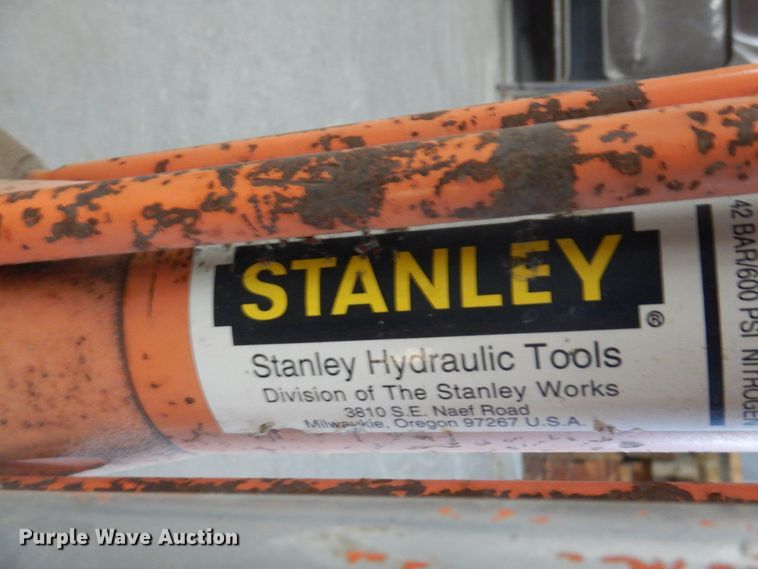 STANLEY
®
Stanley Hydraulic Tools
Division of The Stanley Works
3810 S.E. Naef Road
Milwaukie, Oregon 97267 U.S.A.
42 BAR/600 PSI NITROGEN
Purple Wave Auction